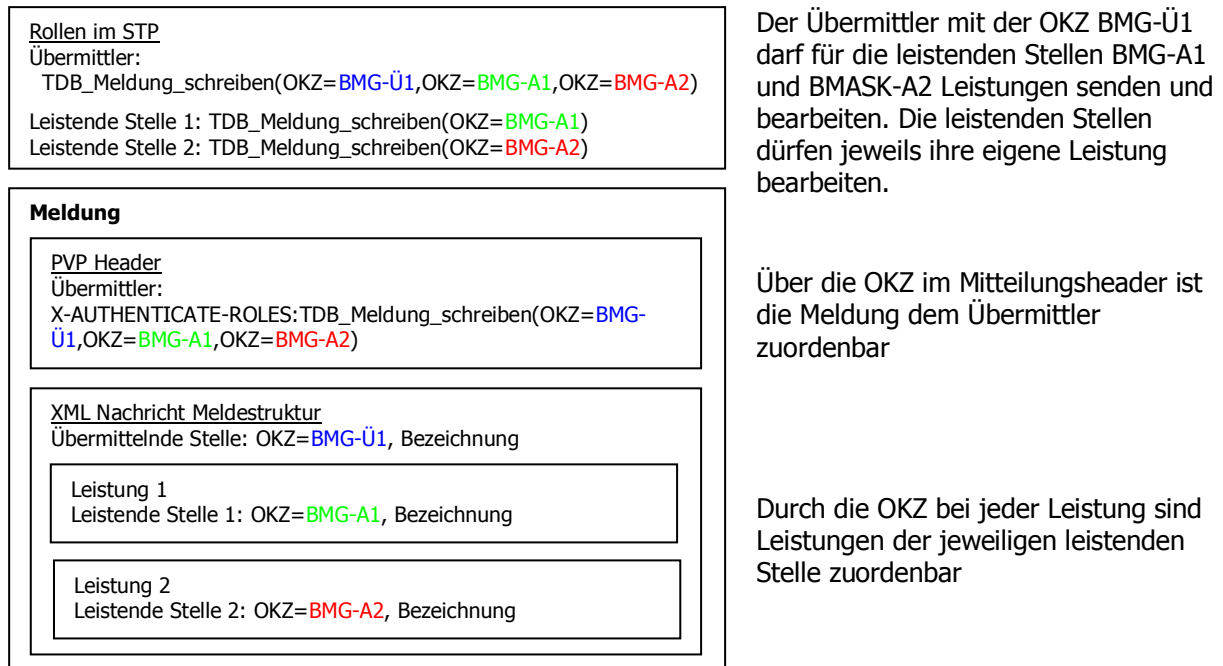 Rollen im STP
Übermittler:
TDB_Meldung_schreiben(OKZ=BMG-Ü1,OKZ=BMG-A1,OKZ=BMG-A2)
Leistende Stelle 1: TDB_Meldung_schreiben(OKZ=BMG-A1)
Leistende Stelle 2: TDB_Meldung_schreiben(OKZ=BMG-A2)
Der Übermittler mit der OKZ BMG-Ü1
darf für die leistenden Stellen BMG-A1
und BMASK-A2 Leistungen senden und
bearbeiten. Die leistenden Stellen
dürfen jeweils ihre eigene Leistung
bearbeiten.
Meldung
PVP Header
Übermittler:
X-AUTHENTICATE-ROLES:TDB_Meldung_schreiben(OKZ=BMG-
Ü1,OKZ=BMG-A1,OKZ=BMG-A2)
Über die OKZ im Mitteilungsheader ist
die Meldung dem Übermittler
zuordenbar
XML Nachricht Meldestruktur
Übermittelnde Stelle: OKZ=BMG-Ü1, Bezeichnung
Leistung 1
Leistende Stelle 1: OKZ=BMG-A1, Bezeichnung
Leistung 2
Leistende Stelle 2: OKZ=BMG-A2, Bezeichnung
Durch die OKZ bei jeder Leistung sind
Leistungen der jeweiligen leistenden
Stelle zuordenbar